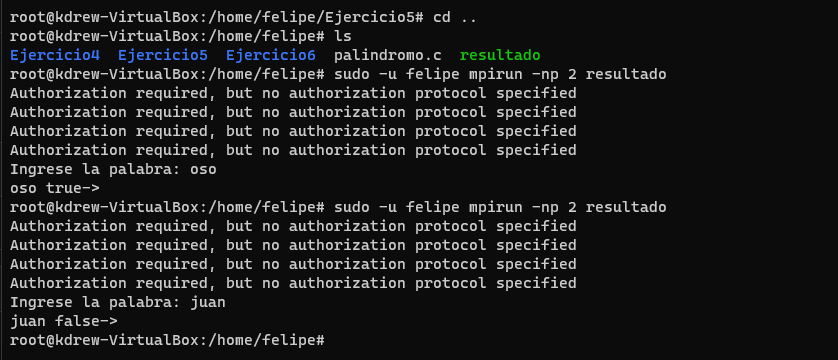 root@kdrew-VirtualBox:/home/felipe/Ejercicio5# cd ..
root@kdrew-VirtualBox:/home/felipe# ls
Ejercicio4  Ejercicio5  Ejercicio6  palindromo.c  resultado
root@kdrew-VirtualBox:/home/felipe# sudo -u felipe mpirun -np 2 resultado
Authorization required, but no authorization protocol specified
Authorization required, but no authorization protocol specified
Authorization required, but no authorization protocol specified
Authorization required, but no authorization protocol specified
Ingrese la palabra: oso
oso true->
root@kdrew-VirtualBox:/home/felipe# sudo -u felipe mpirun -np 2 resultado
Authorization required, but no authorization protocol specified
Authorization required, but no authorization protocol specified
Authorization required, but no authorization protocol specified
Authorization required, but no authorization protocol specified
Ingrese la palabra: juan
juan false->
root@kdrew-VirtualBox:/home/felipe#